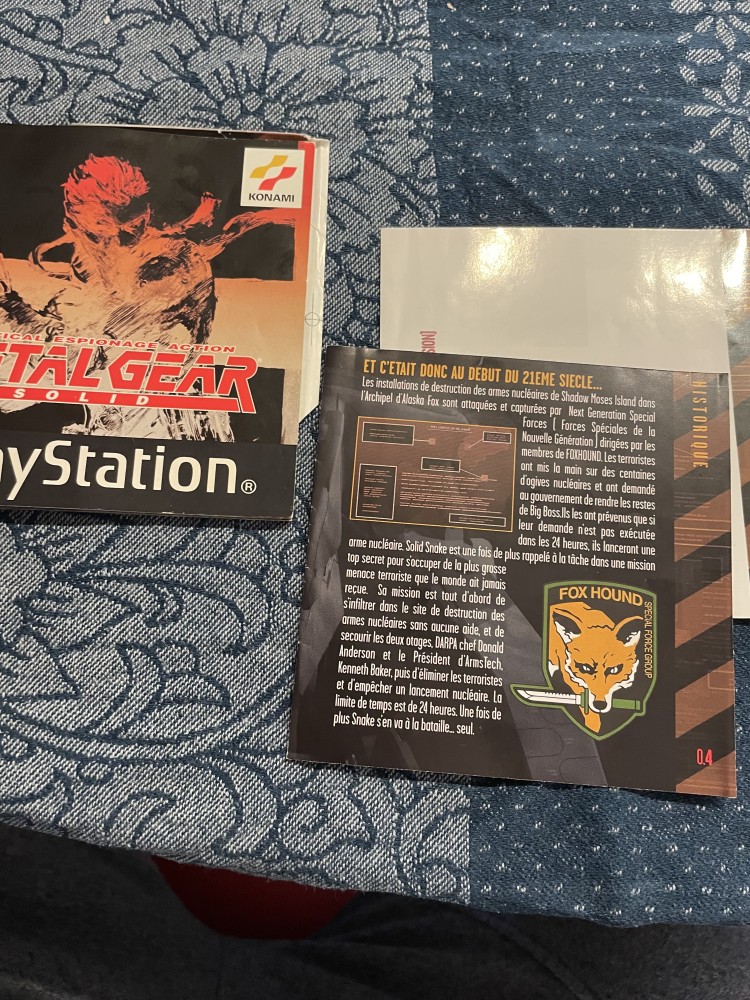 KONAMI
ICAL ESPIONAGE ACTION
TAL GEAR
SOLID
yStation®
ET C'ETAIT DONC AU DEBUT DU 21EME SIECLE...
Les installations de destruction des armes nucléaires de Shadow Moses Island dans
l'Archipel d'Alaska Fox sont attaquées et capturées par Next Generation Special
Forces ( Forces Spéciales de la
Nouvelle Génération ) dirigées par les
membres de FOXHOUND. Les terroristes
ont mis la main sur des centaines
d'ogives nucléaires et ont demandé
au gouvernement de rendre les restes
de Big Boss.Ils les ont prévenus que si
leur demande n'est pas exécutée
dans les 24 heures, ils lanceront une
arme nucléaire. Solid Snake est une fois de plus rappelé à la tâche dans une mission
top secret pour s'occuper de la plus grosse
menace terroriste que le monde ait jamais
reçue. Sa mission est tout d'abord de
s'infiltrer dans le site de destruction des
armes nucléaires sans aucune aide, et de
secourir les deux otages, DARPA chef Donald
Anderson et le Président d'ArmsTech,
Kenneth Baker, puis d'éliminer les terroristes
et d'empêcher un lancement nucléaire. La
limite de temps est de 24 heures. Une fois de
plus Snake s'en va à la bataille... seul.
FOX HOUND
SPECIAL FORCE GROUP
HISTORIQUE
0.4